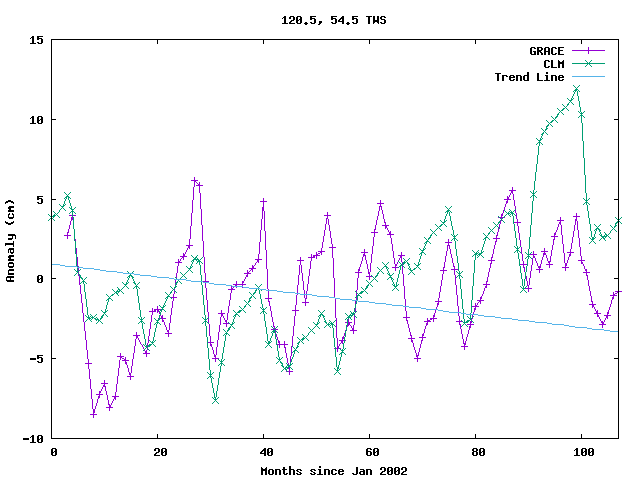 120.5, 54.5 TWS
15
GRACE
CLM
Trend Line
10
5
0
-5
-10
Anomaly (cm)
0 20 40 60 80 100
Months since Jan 2002